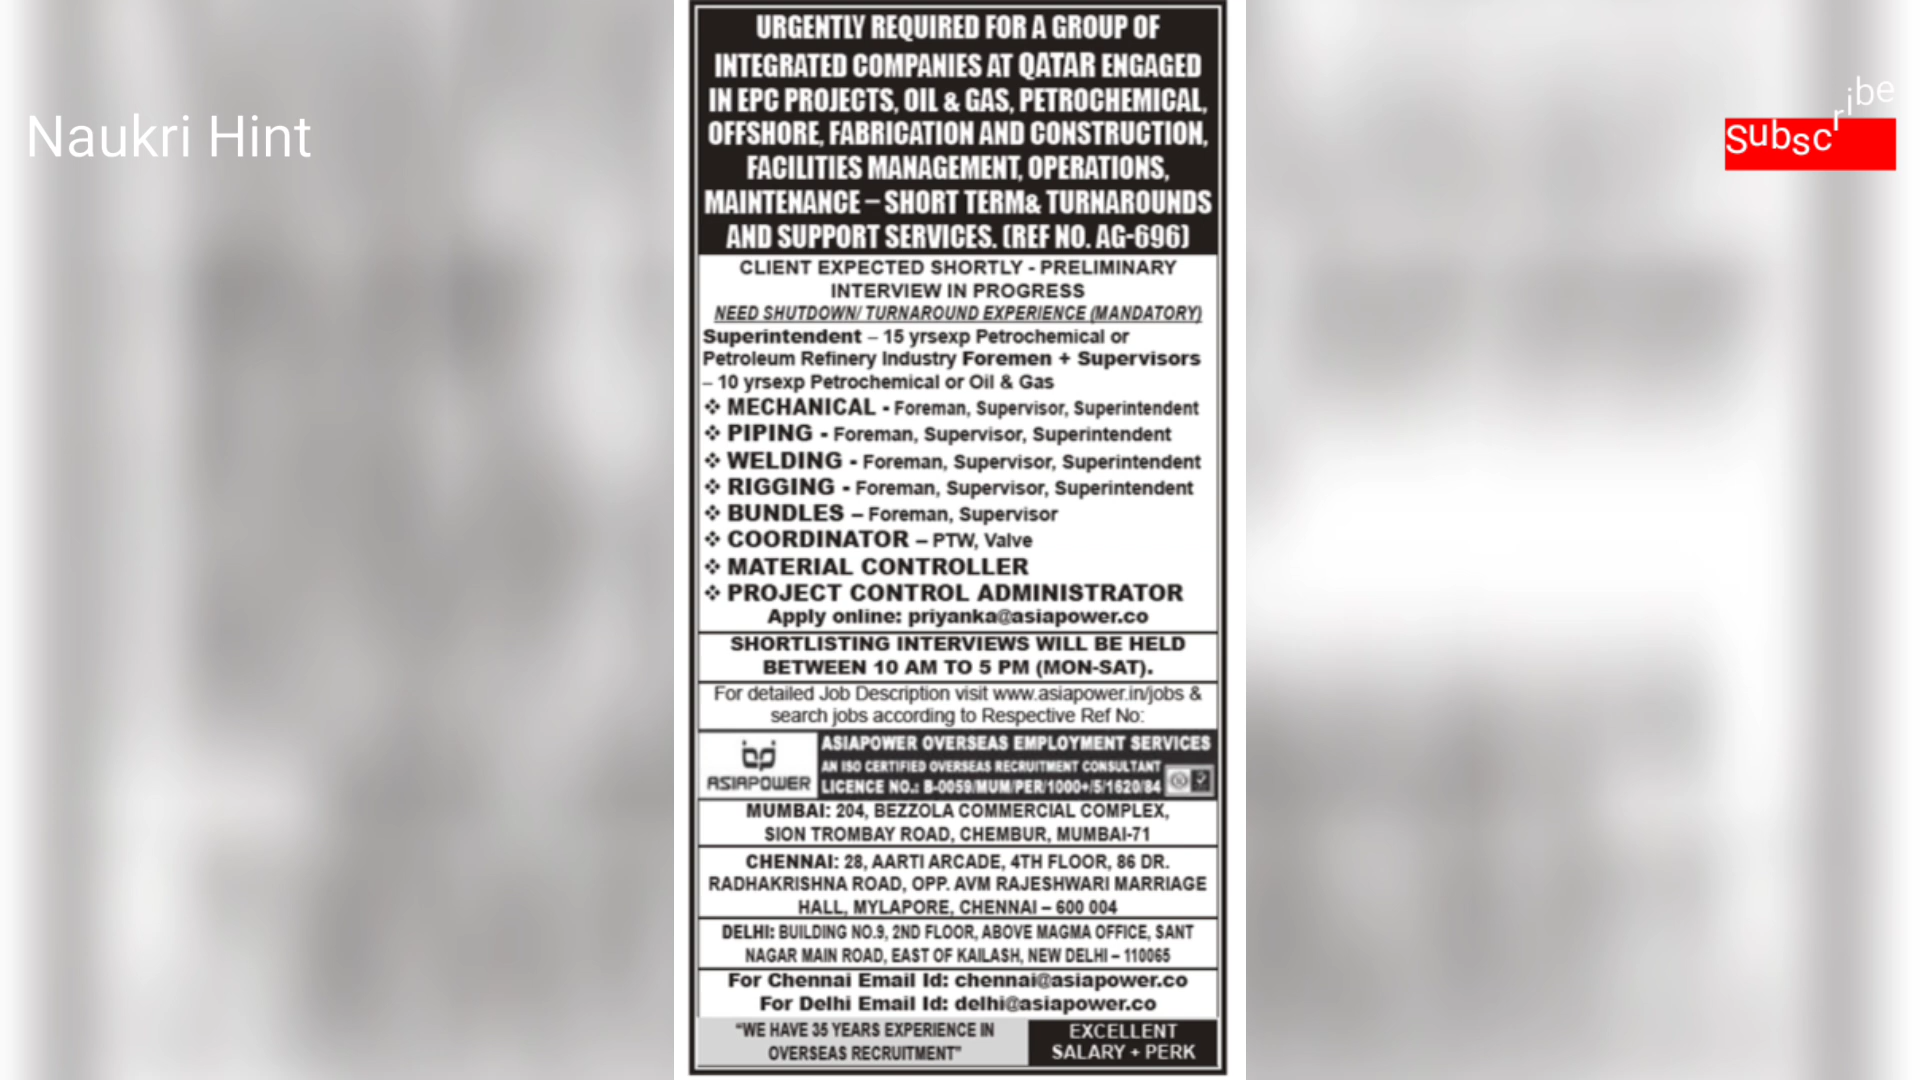 Naukri Hint
Subscribe
URGENTLY REQUIRED FOR A GROUP OF
INTEGRATED COMPANIES AT QATAR ENGAGED
IN EPC PROJECTS, OIL & GAS, PETROCHEMICAL,
OFFSHORE, FABRICATION AND CONSTRUCTION,
FACILITIES MANAGEMENT, OPERATIONS,
MAINTENANCE – SHORT TERM& TURNAROUNDS
AND SUPPORT SERVICES. (REF NO. AG-696)
CLIENT EXPECTED SHORTLY - PRELIMINARY
INTERVIEW IN PROGRESS
NEED SHUTDOWN/ TURNAROUND EXPERIENCE (MANDATORY)
Superintendent – 15 yrsexp Petrochemical or
Petroleum Refinery Industry Foremen + Supervisors
– 10 yrsexp Petrochemical or Oil & Gas
❖ MECHANICAL - Foreman, Supervisor, Superintendent
❖ PIPING - Foreman, Supervisor, Superintendent
❖ WELDING - Foreman, Supervisor, Superintendent
❖ RIGGING - Foreman, Supervisor, Superintendent
❖ BUNDLES – Foreman, Supervisor
❖ COORDINATOR – PTW, Valve
❖ MATERIAL CONTROLLER
❖ PROJECT CONTROL ADMINISTRATOR
Apply online: priyanka@asiapower.co
SHORTLISTING INTERVIEWS WILL BE HELD
BETWEEN 10 AM TO 5 PM (MON-SAT).
For detailed Job Description visit www.asiapower.in/jobs &
search jobs according to Respective Ref No:
ASIAPOWER
ASIAPOWER OVERSEAS EMPLOYMENT SERVICES
AN ISO CERTIFIED OVERSEAS RECRUITMENT CONSULTANT
LICENCE NO.: B-0059/MUM/PER/1000+/5/1620/84
MUMBAI: 204, BEZZOLA COMMERCIAL COMPLEX,
SION TROMBAY ROAD, CHEMBUR, MUMBAI-71
CHENNAI: 28, AARTI ARCADE, 4TH FLOOR, 86 DR.
RADHAKRISHNA ROAD, OPP. AVM RAJESHWARI MARRIAGE
HALL, MYLAPORE, CHENNAI – 600 004
DELHI: BUILDING NO.9, 2ND FLOOR, ABOVE MAGMA OFFICE, SANT
NAGAR MAIN ROAD, EAST OF KAILASH, NEW DELHI – 110065
For Chennai Email Id: chennai@asiapower.co
For Delhi Email Id: delhi@asiapower.co
"WE HAVE 35 YEARS EXPERIENCE IN
OVERSEAS RECRUITMENT"
EXCELLENT
SALARY + PERK